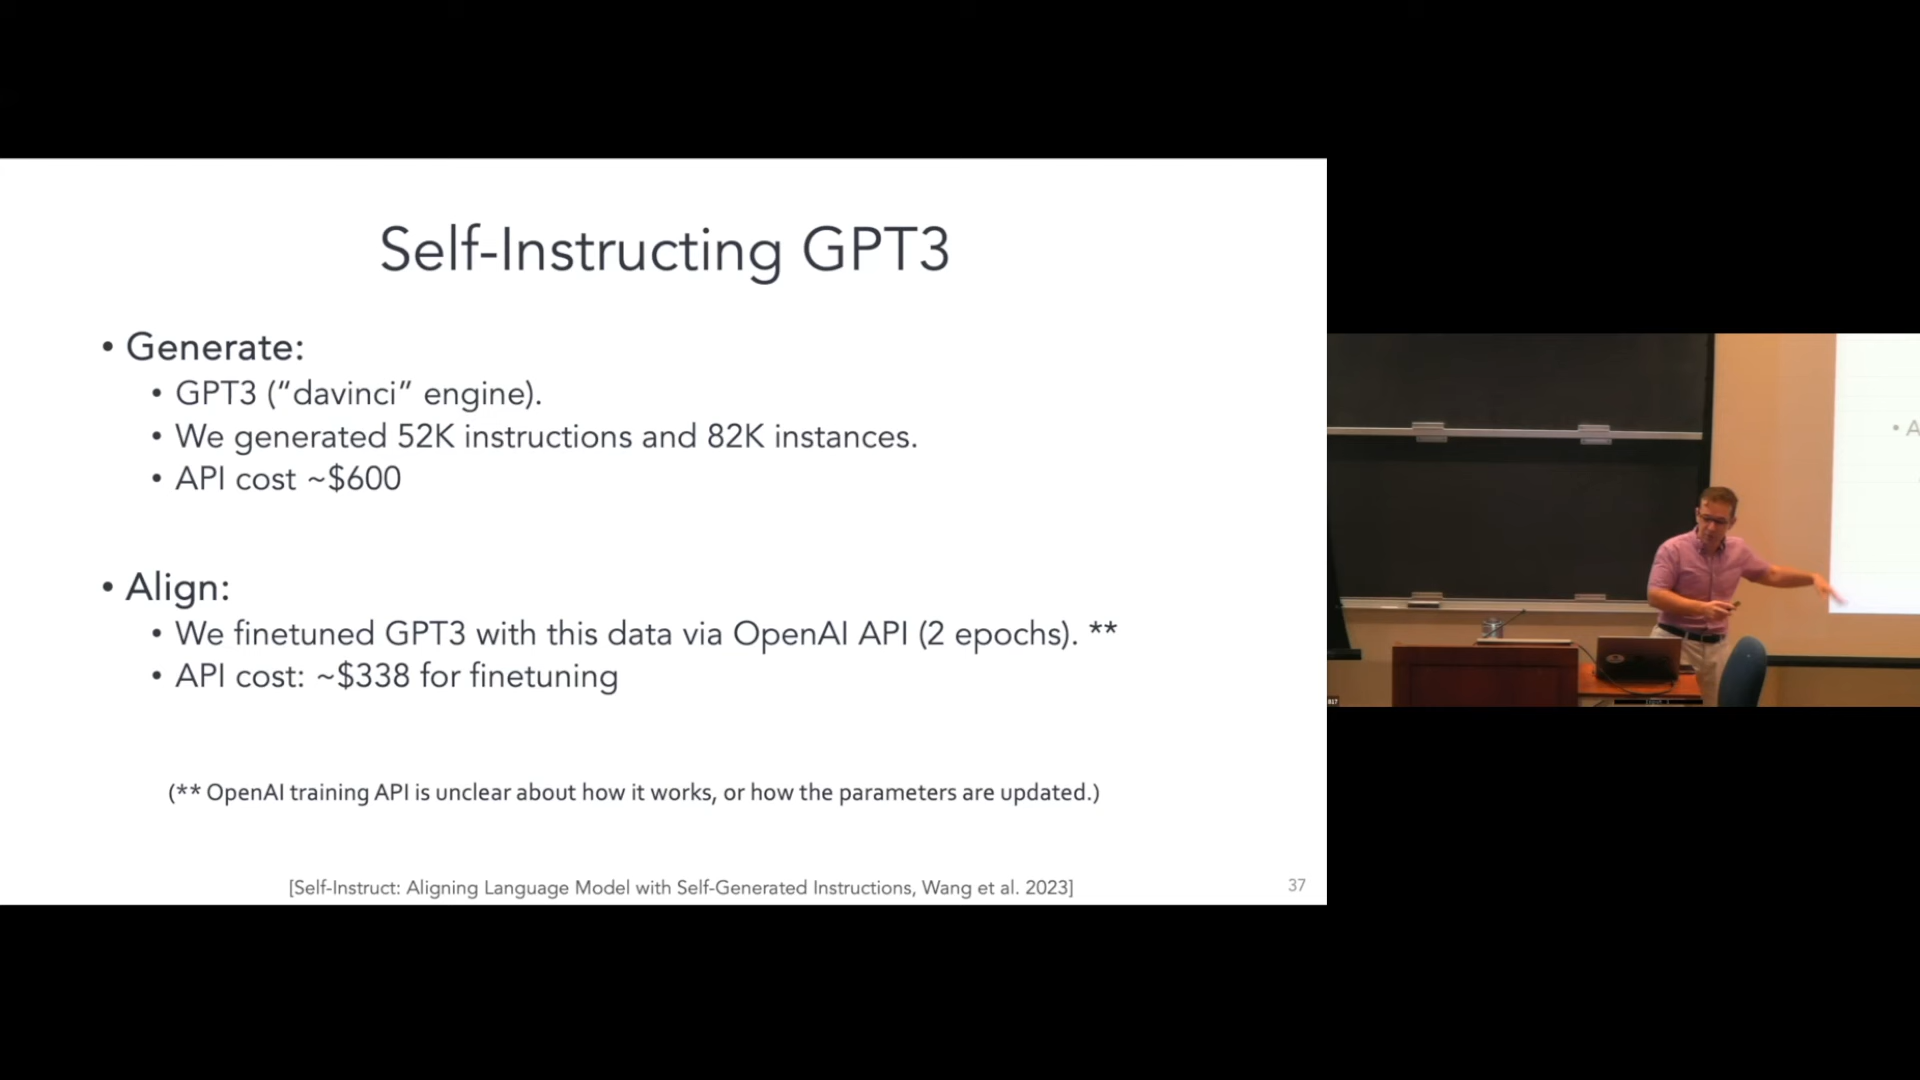 Self-Instructing GPT3
• Generate:
• GPT3 (“davinci” engine).
• We generated 52K instructions and 82K instances.
• API cost ~$600
• Align:
• We finetuned GPT3 with this data via OpenAI API (2 epochs). **
• API cost: ~$338 for finetuning
(** OpenAI training API is unclear about how it works, or how the parameters are updated.)
[Self-Instruct: Aligning Language Model with Self-Generated Instructions, Wang et al. 2023]
37
• A